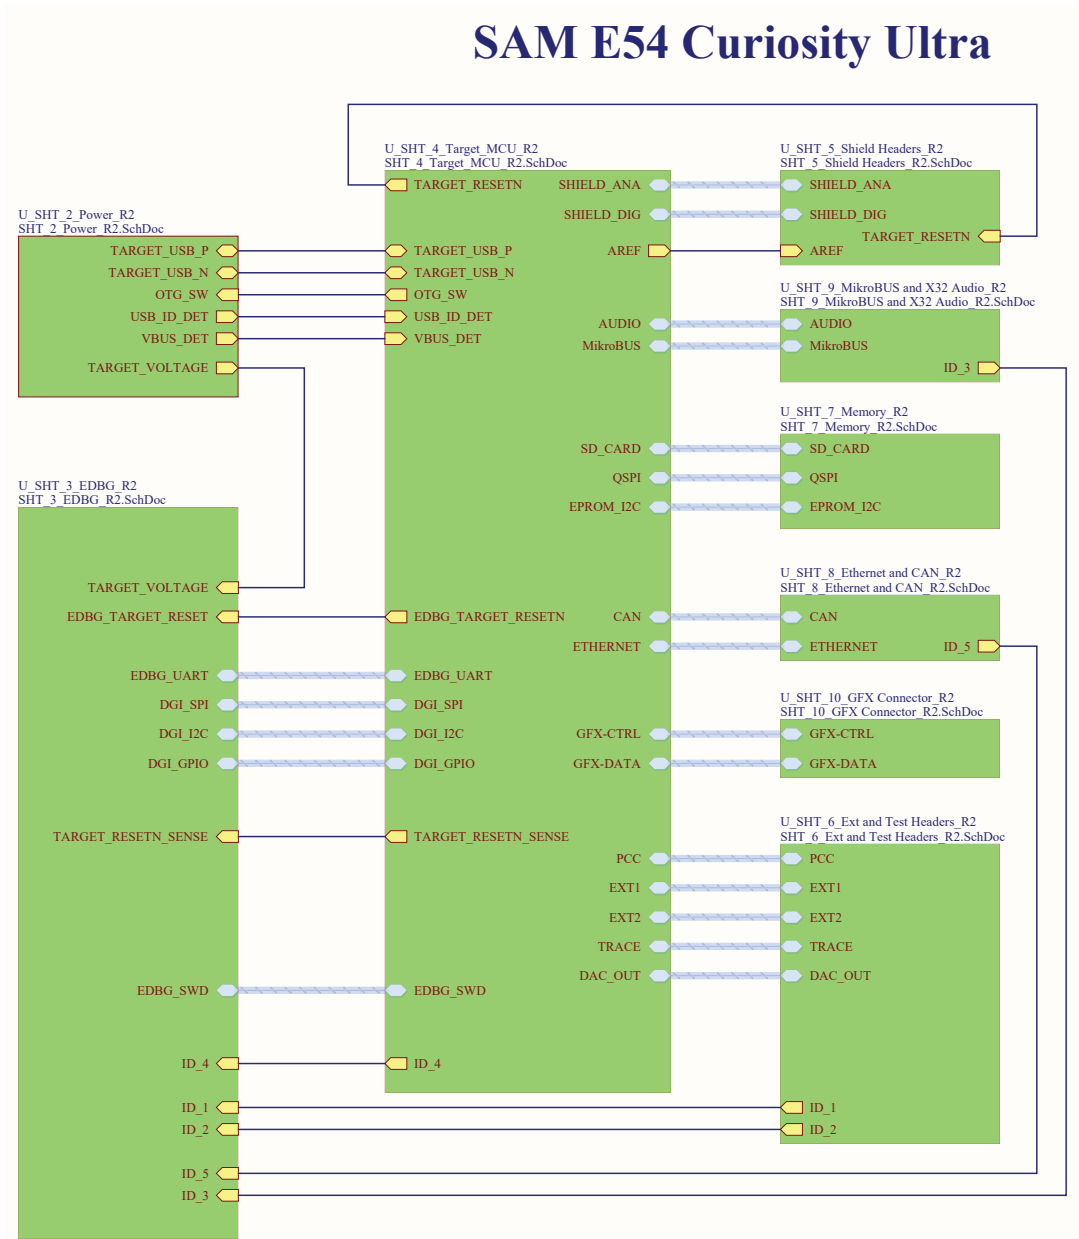 SAM E54 Curiosity Ultra
U_SHT_4_Target_MCU_R2
SHT_4_Target_MCU_R2.SchDoc
TARGET_RESETN
TARGET_USB_P
TARGET_USB_N
OTG_SW
USB_ID_DET
VBUS_DET
EDBG_TARGET_RESETN
EDBG_UART
DGI_SPI
DGI_I2C
DGI_GPIO
TARGET_RESETN_SENSE
EDBG_SWD
ID_4
SHIELD_ANA
SHIELD_DIG
AREF
AUDIO
MikroBUS
SD_CARD
QSPI
EPROM_I2C
CAN
ETHERNET
GFX-CTRL
GFX-DATA
PCC
EXT1
EXT2
TRACE
DAC_OUT
U_SHT_2_Power_R2
SHT_2_Power_R2.SchDoc
TARGET_USB_P
TARGET_USB_N
OTG_SW
USB_ID_DET
VBUS_DET
TARGET_VOLTAGE
U_SHT_3_EDBG_R2
SHT_3_EDBG_R2.SchDoc
TARGET_VOLTAGE
EDBG_TARGET_RESET
EDBG_UART
DGI_SPI
DGI_I2C
DGI_GPIO
TARGET_RESETN_SENSE
EDBG_SWD
ID_4
ID_1
ID_2
ID_5
ID_3
U_SHT_5_Shield Headers_R2
SHT_5_Shield Headers_R2.SchDoc
SHIELD_ANA
SHIELD_DIG
TARGET_RESETN
AREF
U_SHT_9_MikroBUS and X32 Audio_R2
SHT_9_MikroBUS and X32 Audio_R2.SchDoc
AUDIO
MikroBUS
ID_3
U_SHT_7_Memory_R2
SHT_7_Memory_R2.SchDoc
SD_CARD
QSPI
EPROM_I2C
U_SHT_8_Ethernet and CAN_R2
SHT_8_Ethernet and CAN_R2.SchDoc
CAN
ETHERNET
ID_5
U_SHT_10_GFX Connector_R2
SHT_10_GFX Connector_R2.SchDoc
GFX-CTRL
GFX-DATA
U_SHT_6_Ext and Test Headers_R2
SHT_6_Ext and Test Headers_R2.SchDoc
PCC
EXT1
EXT2
TRACE
DAC_OUT
ID_1
ID_2